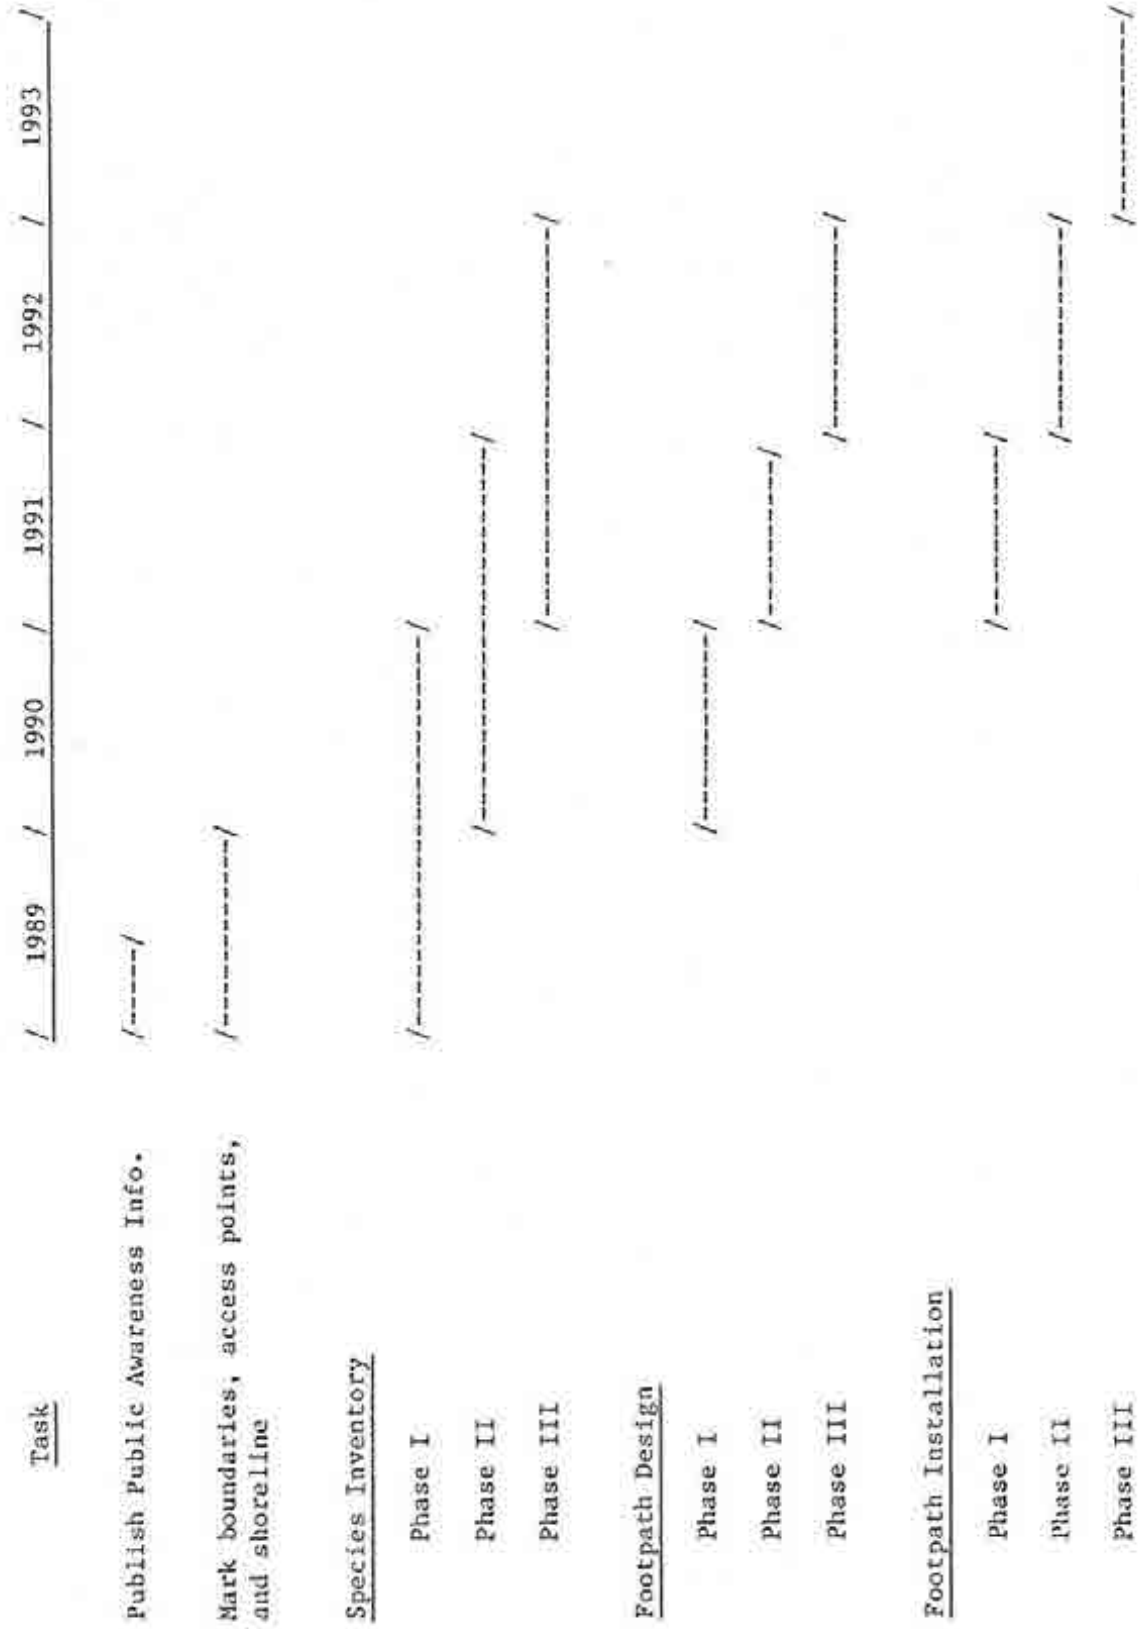 Task / 1989 / 1990 / 1991 / 1992 / 1993 /
Publish Public Awareness Info. /------/
Mark boundaries, access points, /-------------/
and shoreline
Species Inventory
Phase I /---------------------------/
Phase II /--------------------------/
Phase III /---------------------------/
Footpath Design
Phase I /-------------/
Phase II /-----------/
Phase III /--------------/
Footpath Installation
Phase I /------------/
Phase II /--------------/
Phase III /-------------/